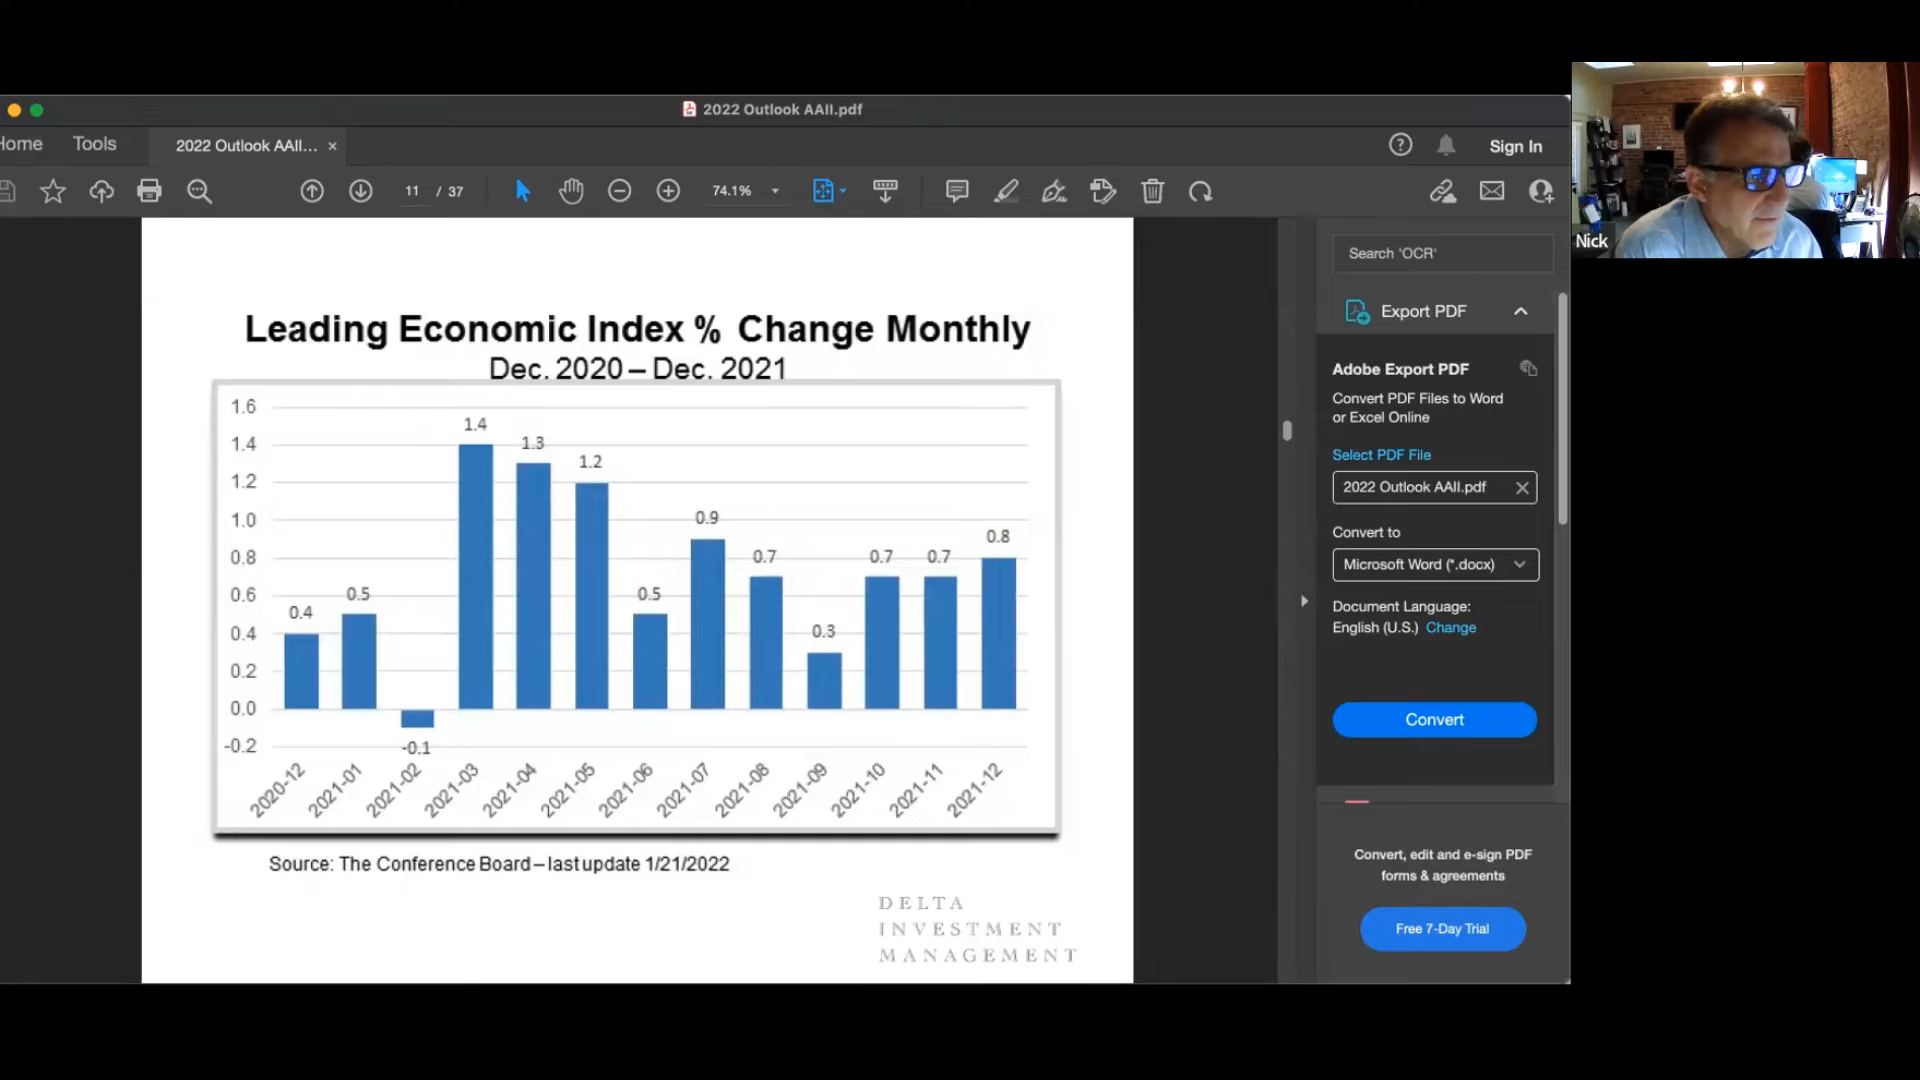 2022 Outlook AAII.pdf
Home
Tools
2022 Outlook AAII...
Sign In
11 / 37
74.1%
Nick
Search 'OCR'
Export PDF
Adobe Export PDF
Convert PDF Files to Word
or Excel Online
Select PDF File
2022 Outlook AAII.pdf
Convert to
Microsoft Word (*.docx)
Document Language:
English (U.S.) Change
Convert
Convert, edit and e-sign PDF
forms & agreements
Free 7-Day Trial
Leading Economic Index % Change Monthly
Dec. 2020 – Dec. 2021
1.6
1.4
1.2
1.0
0.8
0.6
0.4
0.2
0.0
-0.2
0.4
0.5
-0.1
1.4
1.3
1.2
0.5
0.9
0.7
0.3
0.7
0.7
0.8
2020-12
2021-01
2021-02
2021-03
2021-04
2021-05
2021-06
2021-07
2021-08
2021-09
2021-10
2021-11
2021-12
Source: The Conference Board – last update 1/21/2022
DELTA
INVESTMENT
MANAGEMENT